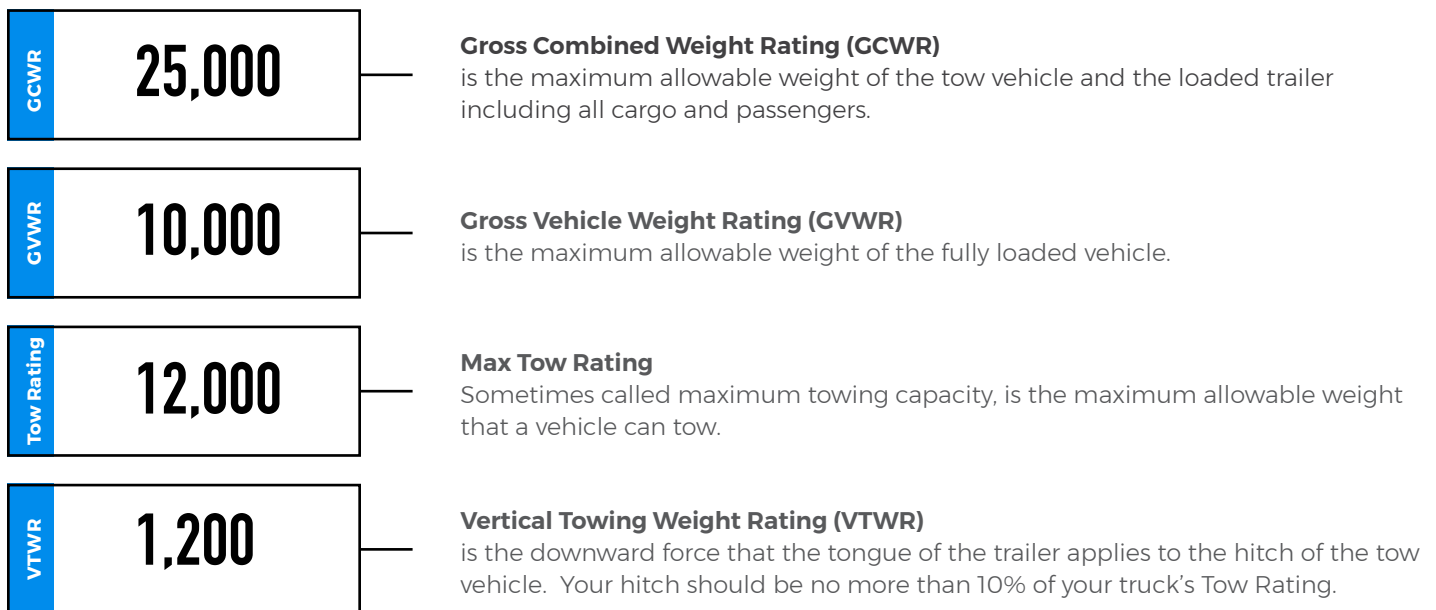 GCWR
25,000
Gross Combined Weight Rating (GCWR)
is the maximum allowable weight of the tow vehicle and the loaded trailer
including all cargo and passengers.
GVWR
10,000
Gross Vehicle Weight Rating (GVWR)
is the maximum allowable weight of the fully loaded vehicle.
Tow Rating
12,000
Max Tow Rating
Sometimes called maximum towing capacity, is the maximum allowable weight
that a vehicle can tow.
VTWR
1,200
Vertical Towing Weight Rating (VTWR)
is the downward force that the tongue of the trailer applies to the hitch of the tow
vehicle.  Your hitch should be no more than 10% of your truck’s Tow Rating.